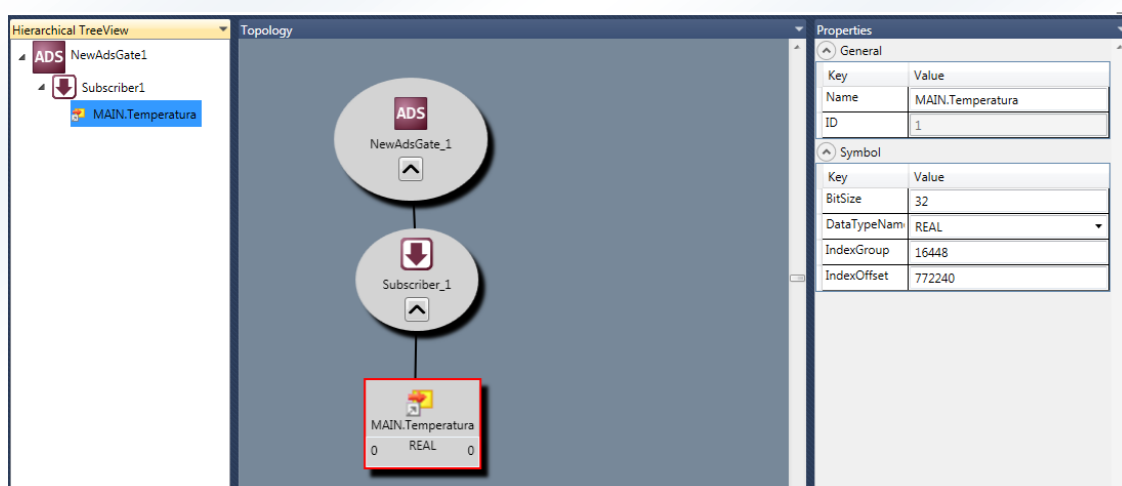 Hierarchical TreeView
ADS NewAdsGate1
Subscriber1
MAIN.Temperatura
Topology
ADS
NewAdsGate_1
Subscriber_1
MAIN.Temperatura
0 REAL 0
Properties
General
Key Value
Name MAIN.Temperatura
ID 1
Symbol
Key Value
BitSize 32
DataTypeNam REAL
IndexGroup 16448
IndexOffset 772240